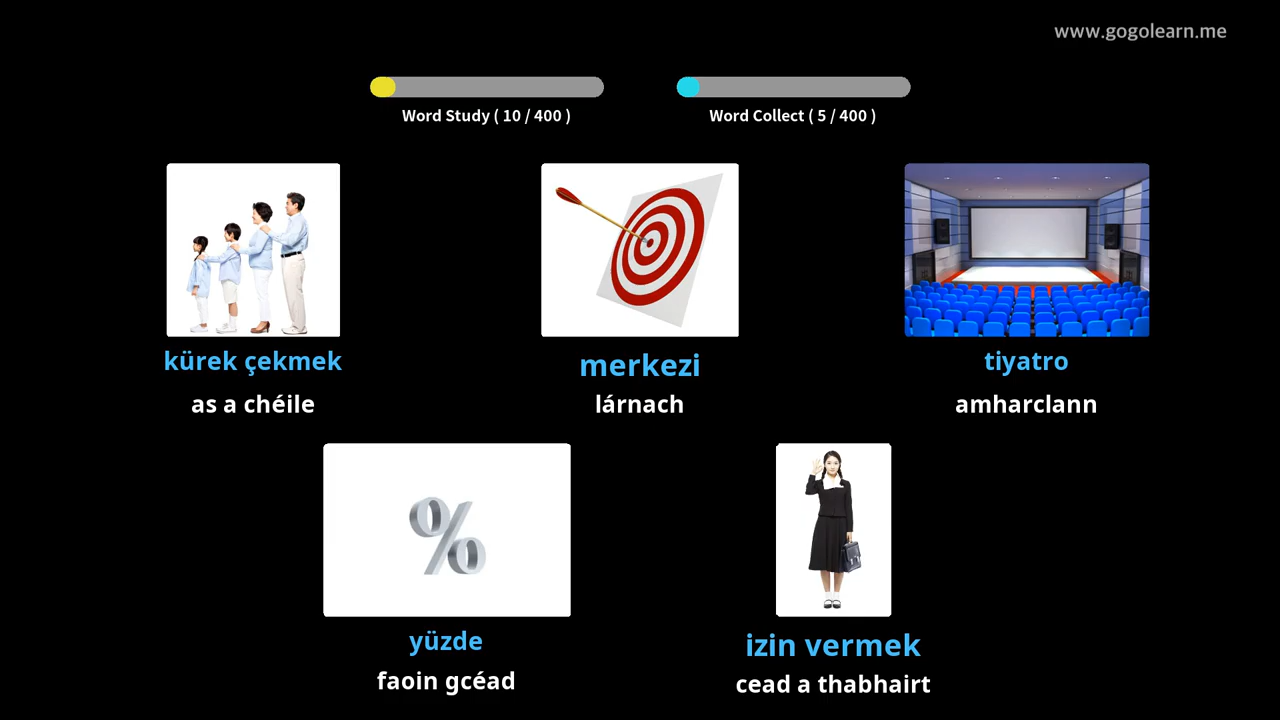 www.gogolearn.me
Word Study ( 10 / 400 )
Word Collect ( 5 / 400 )
kürek çekmek
as a chéile
merkezi
lárnach
tiyatro
amharclann
%
yüzde
faoin gcéad
izin vermek
cead a thabhairt